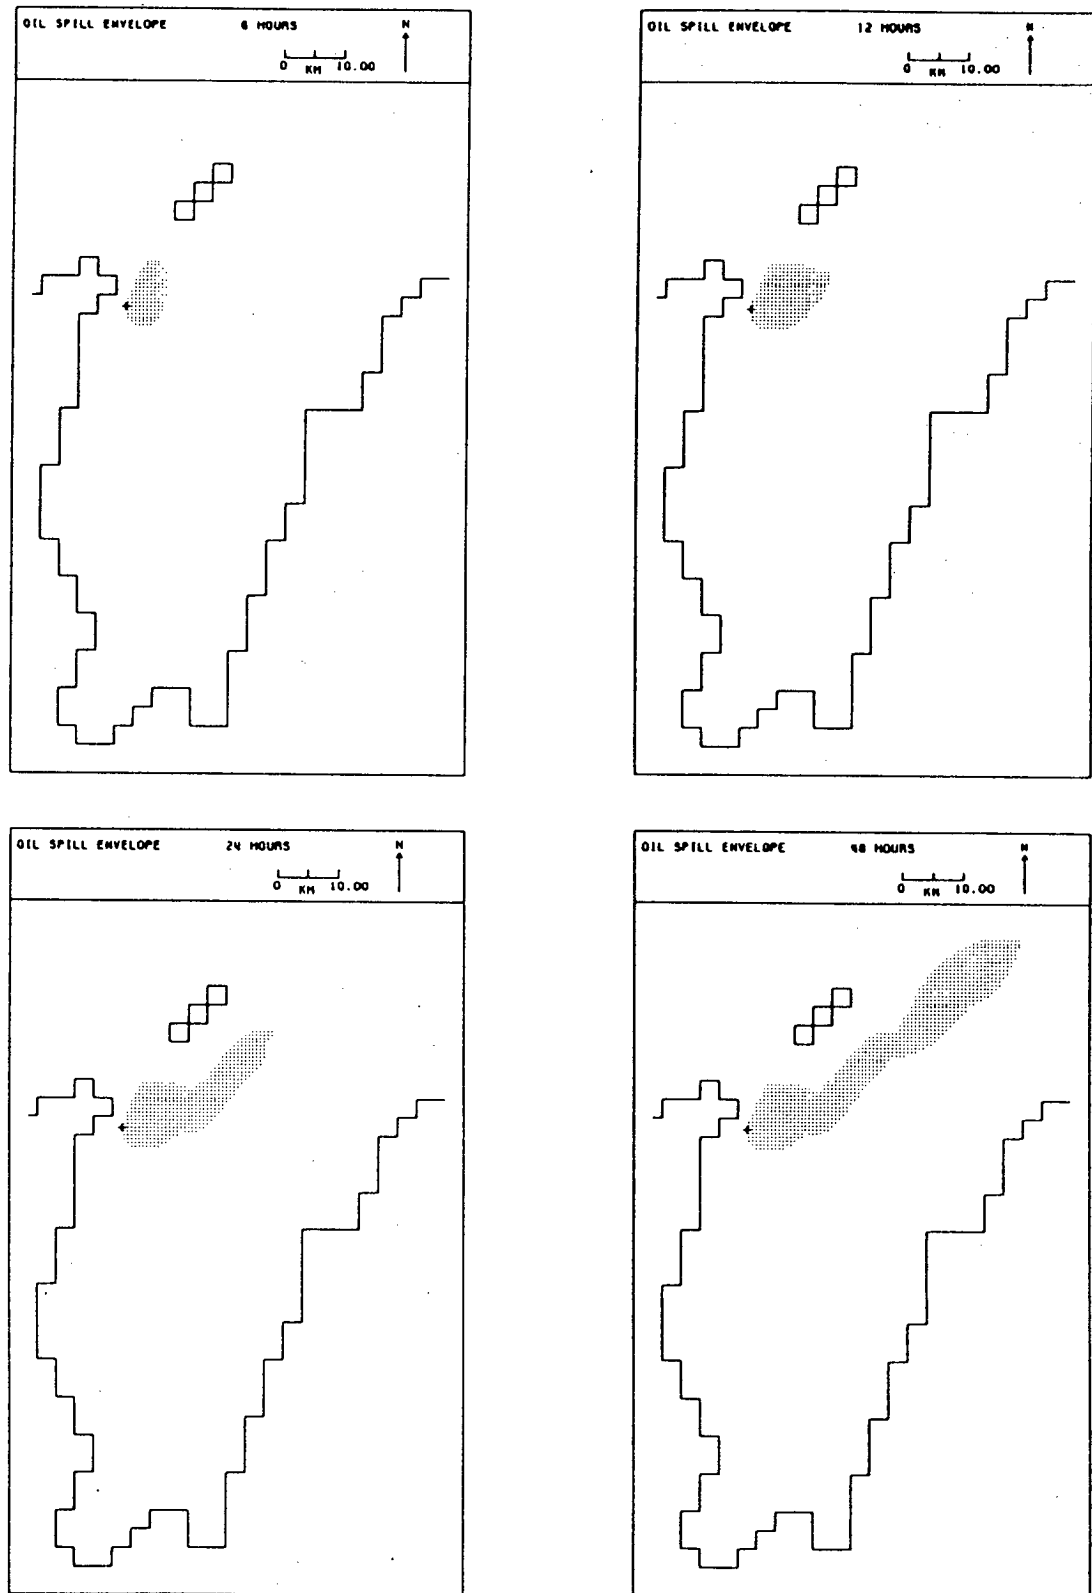 OIL SPILL ENVELOPE 6 HOURS N
0 KM 10.00
OIL SPILL ENVELOPE 12 HOURS N
0 KM 10.00
OIL SPILL ENVELOPE 24 HOURS N
0 KM 10.00
OIL SPILL ENVELOPE 48 HOURS N
0 KM 10.00